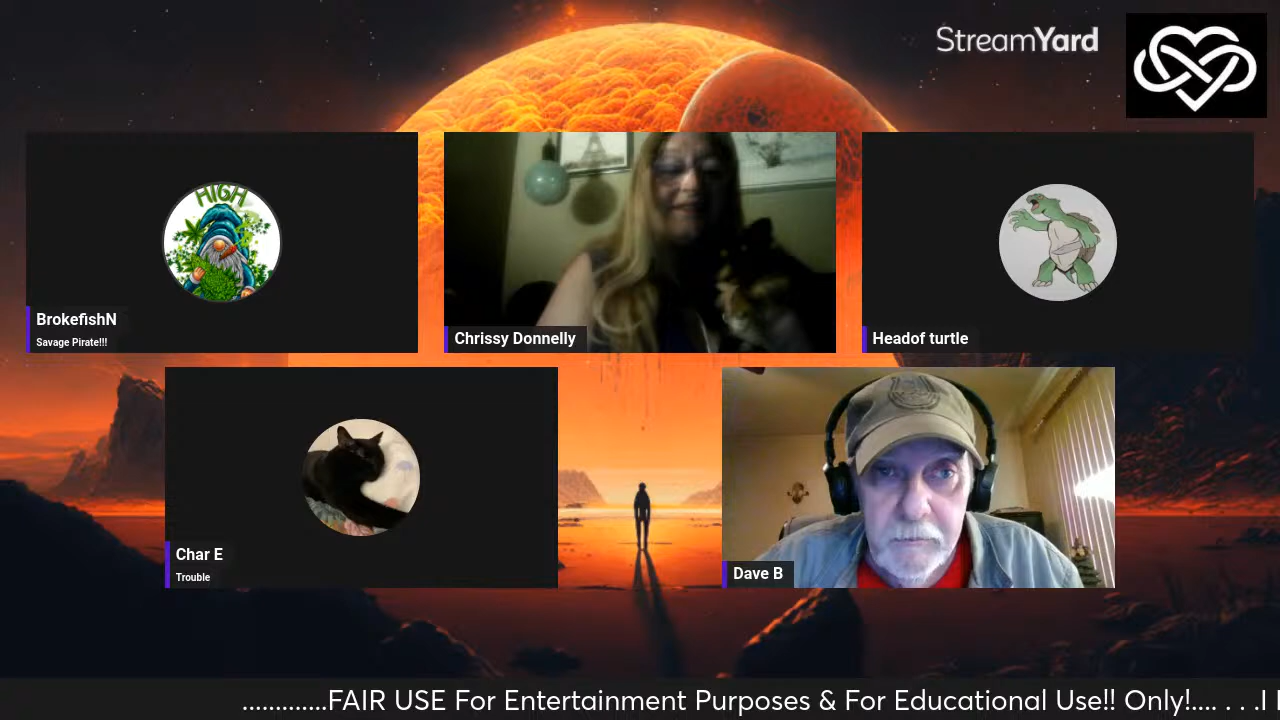 StreamYard
HIGH
BrokefishN
Savage Pirate!!!
Chrissy Donnelly
Headof turtle
Char E
Trouble
Dave B
.............FAIR USE For Entertainment Purposes & For Educational Use!! Only!.... . . .I